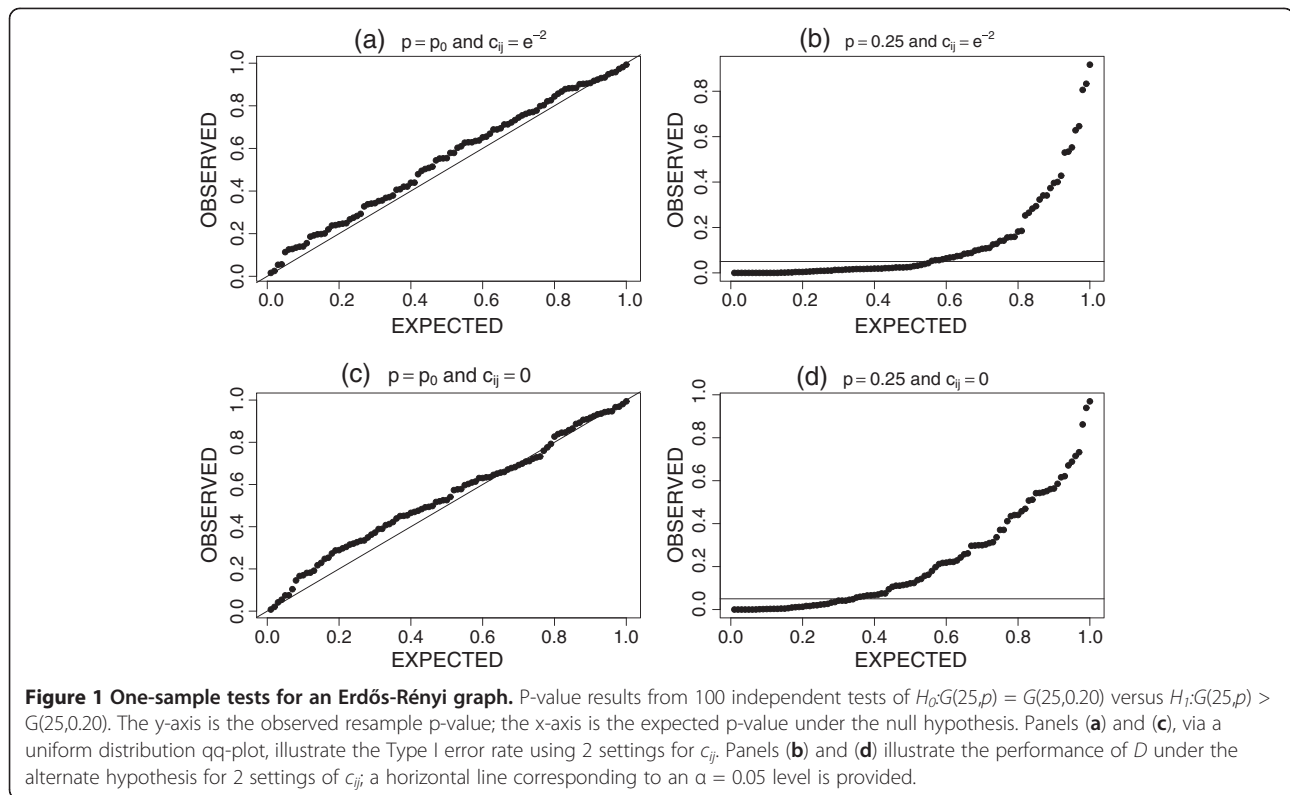 (a) p = p₀ and cᵢⱼ = e⁻²
OBSERVED
0.0 0.2 0.4 0.6 0.8 1.0
0.0 0.2 0.4 0.6 0.8 1.0
EXPECTED
(b) p = 0.25 and cᵢⱼ = e⁻²
OBSERVED
0.0 0.2 0.4 0.6 0.8 1.0
0.0 0.2 0.4 0.6 0.8 1.0
EXPECTED
(c) p = p₀ and cᵢⱼ = 0
OBSERVED
0.0 0.2 0.4 0.6 0.8 1.0
0.0 0.2 0.4 0.6 0.8 1.0
EXPECTED
(d) p = 0.25 and cᵢⱼ = 0
OBSERVED
0.0 0.2 0.4 0.6 0.8 1.0
0.0 0.2 0.4 0.6 0.8 1.0
EXPECTED
Figure 1 One-sample tests for an Erdős-Rényi graph. P-value results from 100 independent tests of H₀:G(25,p) = G(25,0.20) versus H₁:G(25,p) >
G(25,0.20). The y-axis is the observed resample p-value; the x-axis is the expected p-value under the null hypothesis. Panels (a) and (c), via a
uniform distribution qq-plot, illustrate the Type I error rate using 2 settings for cᵢⱼ. Panels (b) and (d) illustrate the performance of D under the
alternate hypothesis for 2 settings of cᵢⱼ; a horizontal line corresponding to an α = 0.05 level is provided.